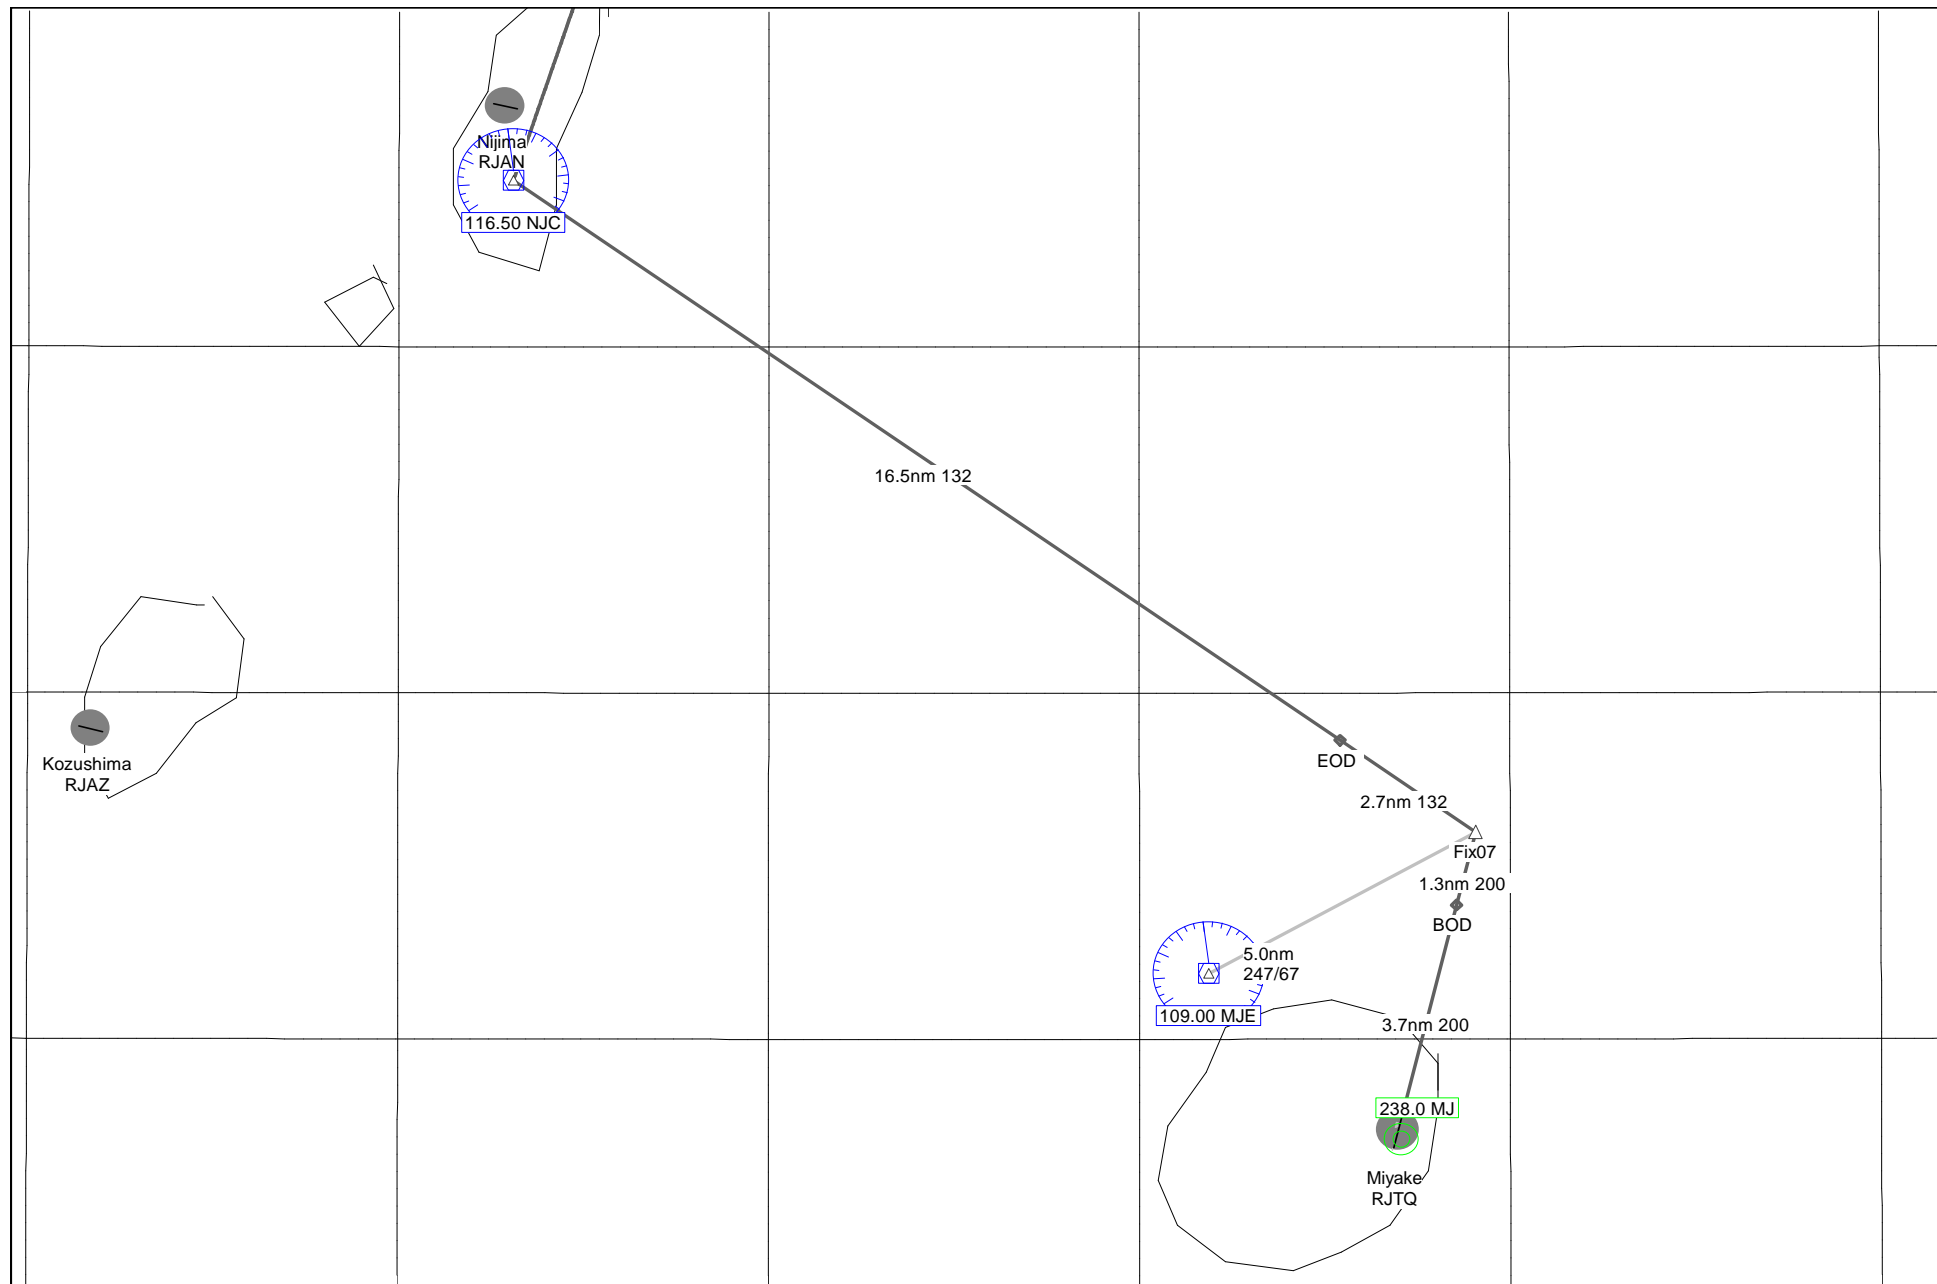 Nijima
RJAN
116.50 NJC
16.5nm 132
Kozushima
RJAZ
EOD
2.7nm 132
Fix07
1.3nm 200
BOD
5.0nm
247/67
109.00 MJE
3.7nm 200
238.0 MJ
Miyake
RJTQ